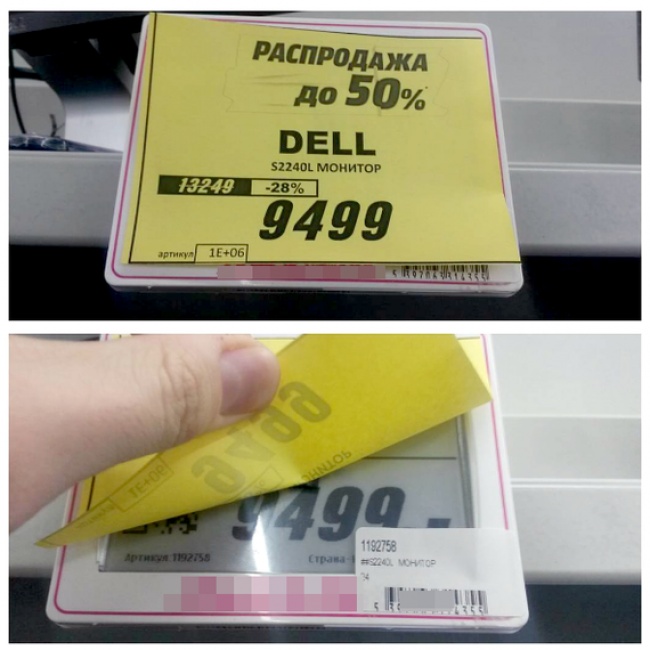 РАСПРОДАЖА
до 50%
DELL
S2240L МОНИТОР
13249 -28%
9499
артикул 1E+06
9499
1E+06
9499
Артикул:1192758
Страна-
1192758
##S2240L МОНИТОР